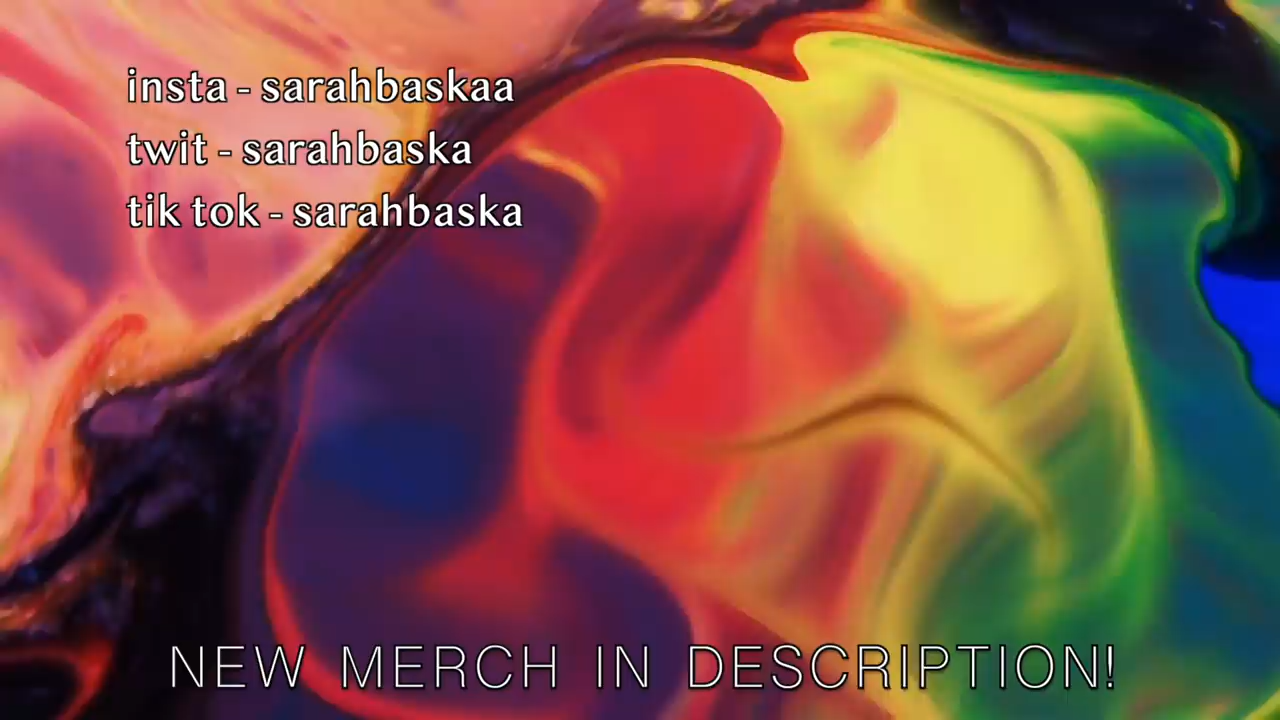 insta - sarahbaskaa
twit - sarahbaska
tik tok - sarahbaska
NEW MERCH IN DESCRIPTION!